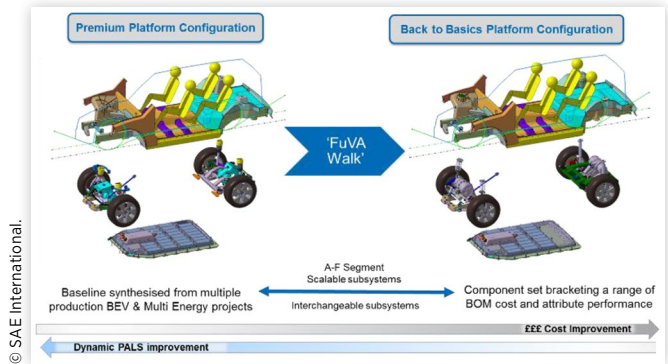 Premium Platform Configuration
Back to Basics Platform Configuration
'FuVA
Walk'
A-F Segment
Scalable subsystems
Interchangeable subsystems
Baseline synthesised from multiple
production BEV & Multi Energy projects
Component set bracketing a range of
BOM cost and attribute performance
£££ Cost Improvement
Dynamic PALS improvement
© SAE International.